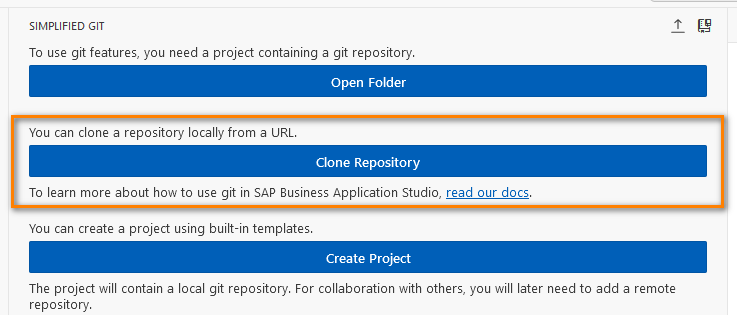 SIMPLIFIED GIT
To use git features, you need a project containing a git repository.
Open Folder
You can clone a repository locally from a URL.
Clone Repository
To learn more about how to use git in SAP Business Application Studio, read our docs.
You can create a project using built-in templates.
Create Project
The project will contain a local git repository. For collaboration with others, you will later need to add a remote
repository.